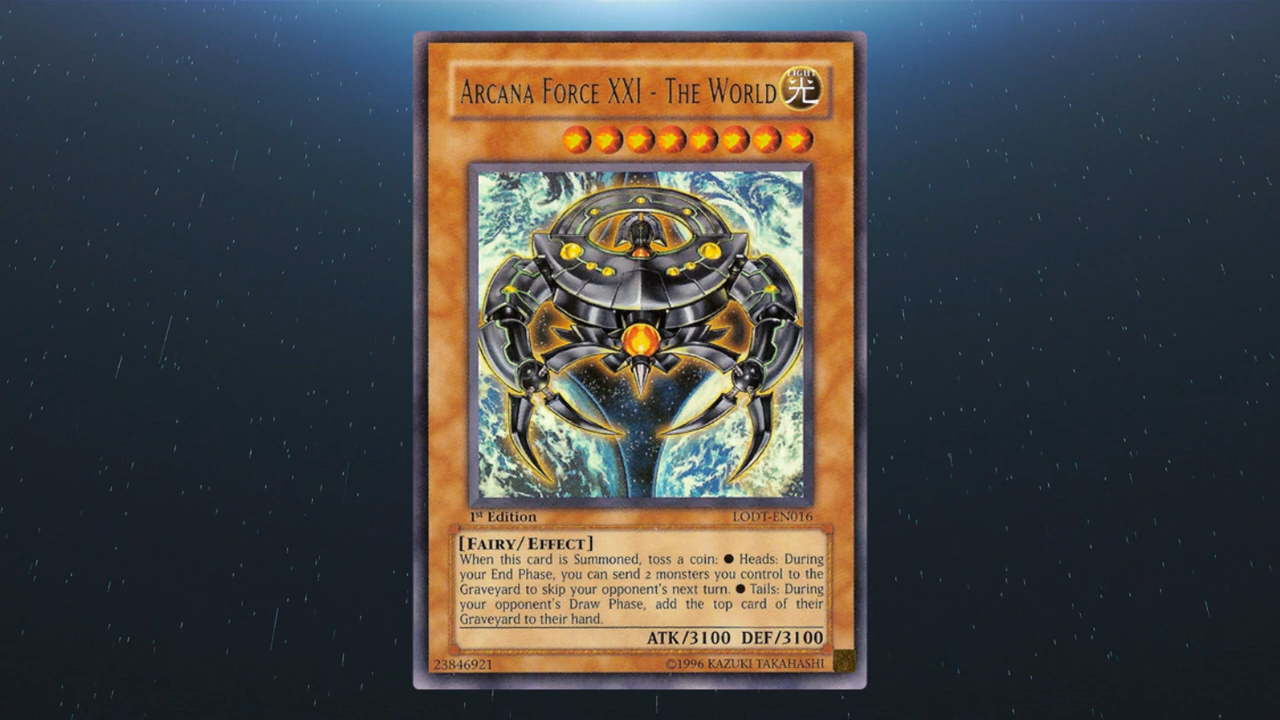 ARCANA FORCE XXI - THE WORLD
LIGHT
光
1st Edition
LODT-EN016
[FAIRY/EFFECT]
When this card is Summoned, toss a coin: ● Heads: During
your End Phase, you can send 2 monsters you control to the
Graveyard to skip your opponent's next turn. ● Tails: During
your opponent's Draw Phase, add the top card of their
Graveyard to their hand.
ATK/3100 DEF/3100
23846921
©1996 KAZUKI TAKAHASHI